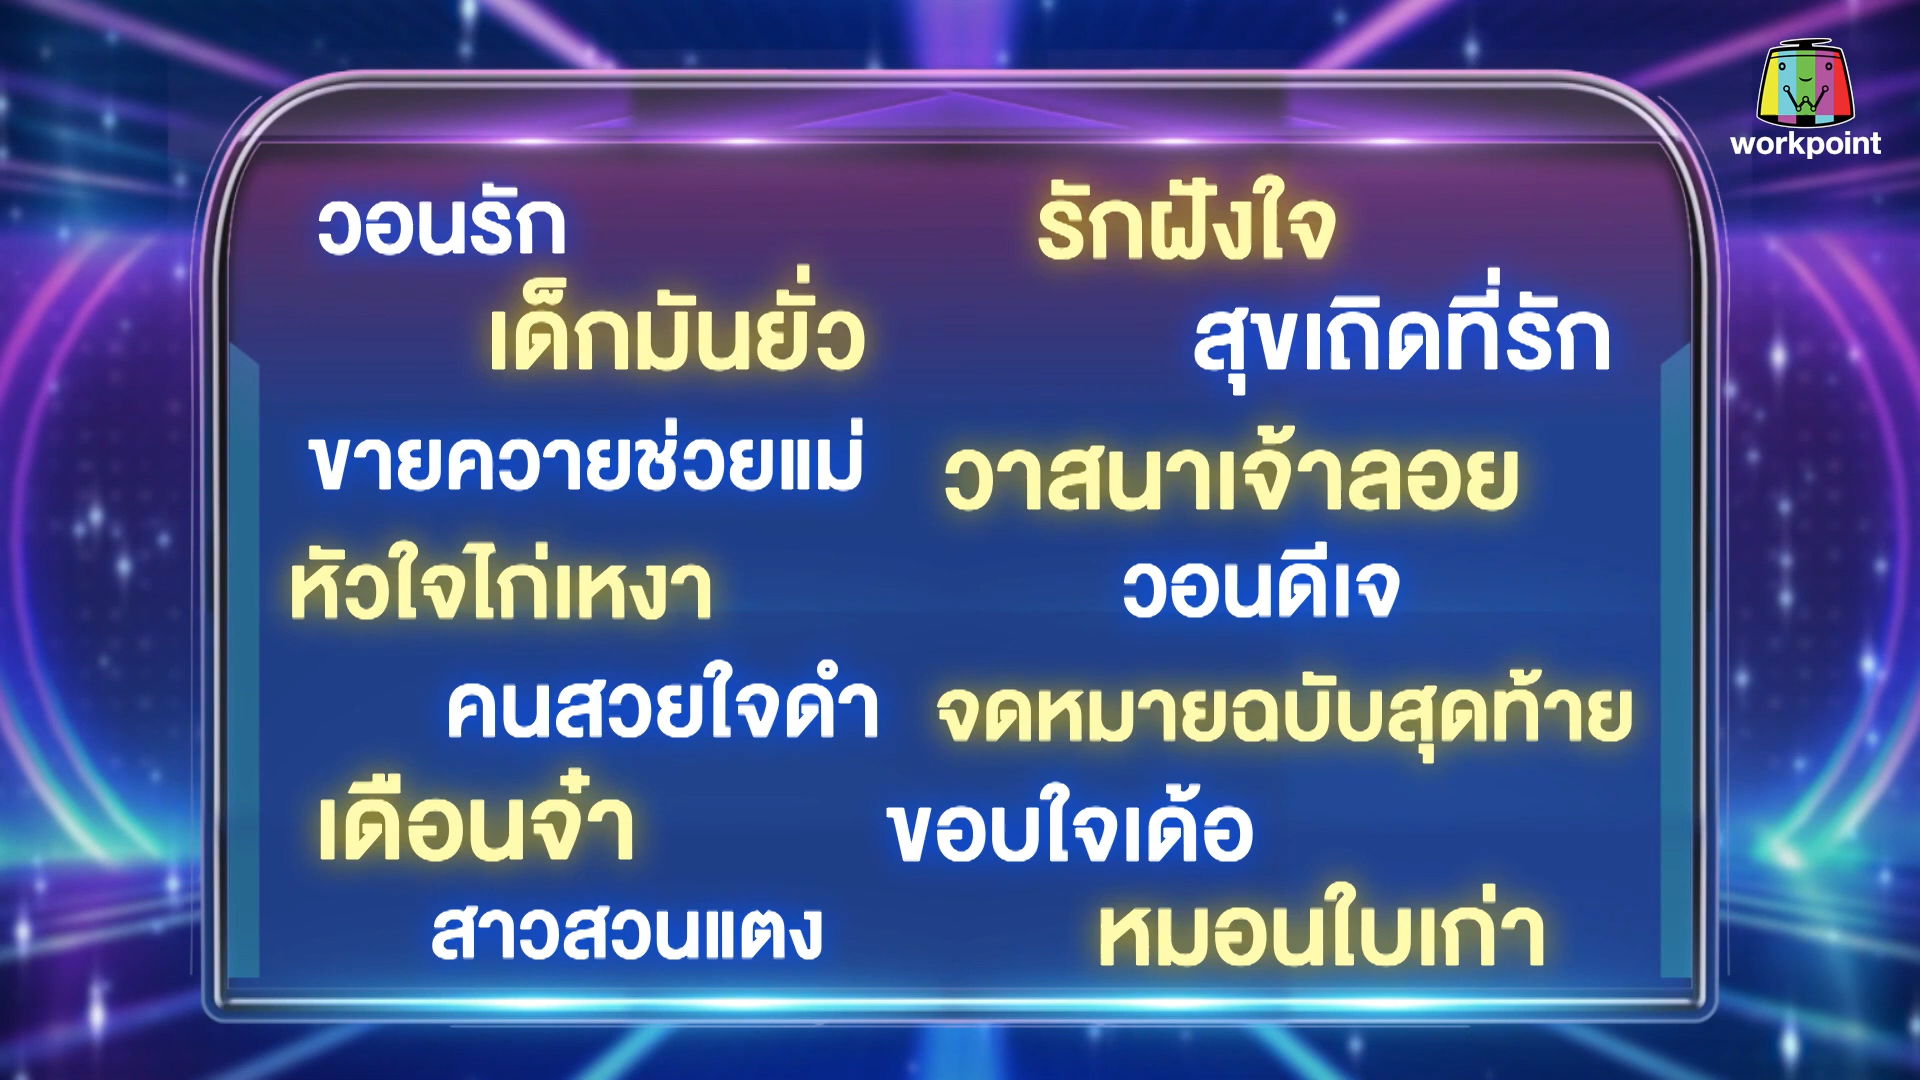 workpoint
วอนรัก
รักฝังใจ
เด็กมันยั่ว
สุขเถิดที่รัก
ขายควายช่วยแม่
วาสนาเจ้าลอย
หัวใจไก่เหงา
วอนดีเจ
คนสวยใจดำ
จดหมายฉบับสุดท้าย
เดือนจ๋า
ขอบใจเด้อ
สาวสวนแตง
หมอนใบเก่า